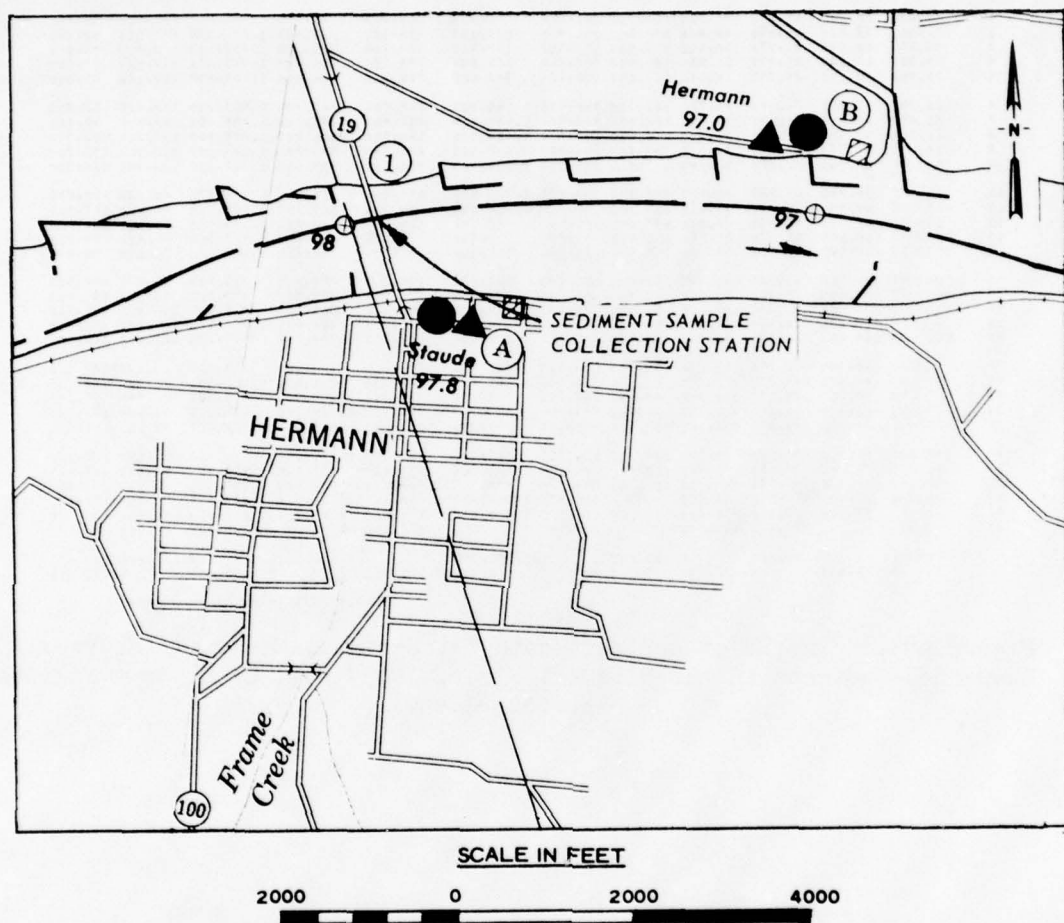 Hermann
97.0
B
19
N
1
98
97
SEDIMENT SAMPLE
COLLECTION STATION
A
Staude
97.8
HERMANN
Frame
Creek
100
SCALE IN FEET
2000 0 2000 4000